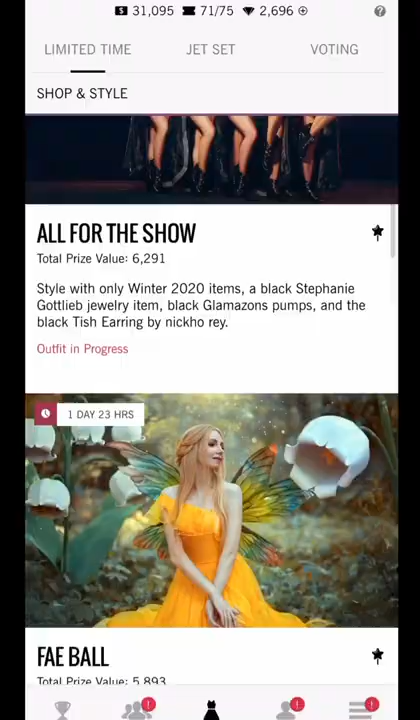 $ 31,095 71/75 2,696
?
LIMITED TIME JET SET VOTING
SHOP & STYLE
ALL FOR THE SHOW
Total Prize Value: 6,291
Style with only Winter 2020 items, a black Stephanie
Gottlieb jewelry item, black Glamazons pumps, and the
black Tish Earring by nickho rey.
Outfit in Progress
1 DAY 23 HRS
FAE BALL
Total Prize Value: 5,893
! ! !